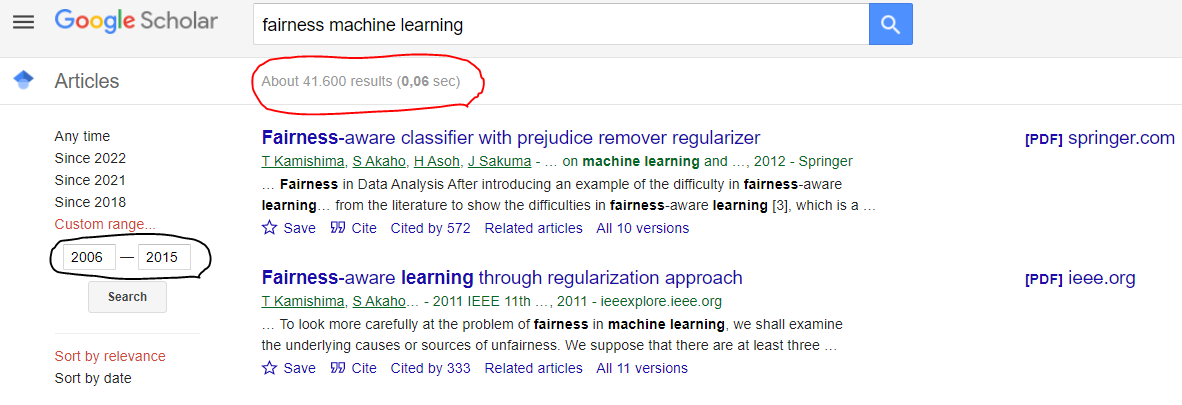 Google Scholar
fairness machine learning
Articles
About 41.600 results (0,06 sec)
Any time
Since 2022
Since 2021
Since 2018
Custom range...
2006 — 2015
Search
Sort by relevance
Sort by date
Fairness-aware classifier with prejudice remover regularizer
T Kamishima, S Akaho, H Asoh, J Sakuma - … on machine learning and …, 2012 - Springer
… Fairness in Data Analysis After introducing an example of the difficulty in fairness-aware
learning… from the literature to show the difficulties in fairness-aware learning [3], which is a …
Save Cite Cited by 572 Related articles All 10 versions
[PDF] springer.com
Fairness-aware learning through regularization approach
T Kamishima, S Akaho… - 2011 IEEE 11th …, 2011 - ieeexplore.ieee.org
… To look more carefully at the problem of fairness in machine learning, we shall examine
the underlying causes or sources of unfairness. We suppose that there are at least three …
Save Cite Cited by 333 Related articles All 11 versions
[PDF] ieee.org